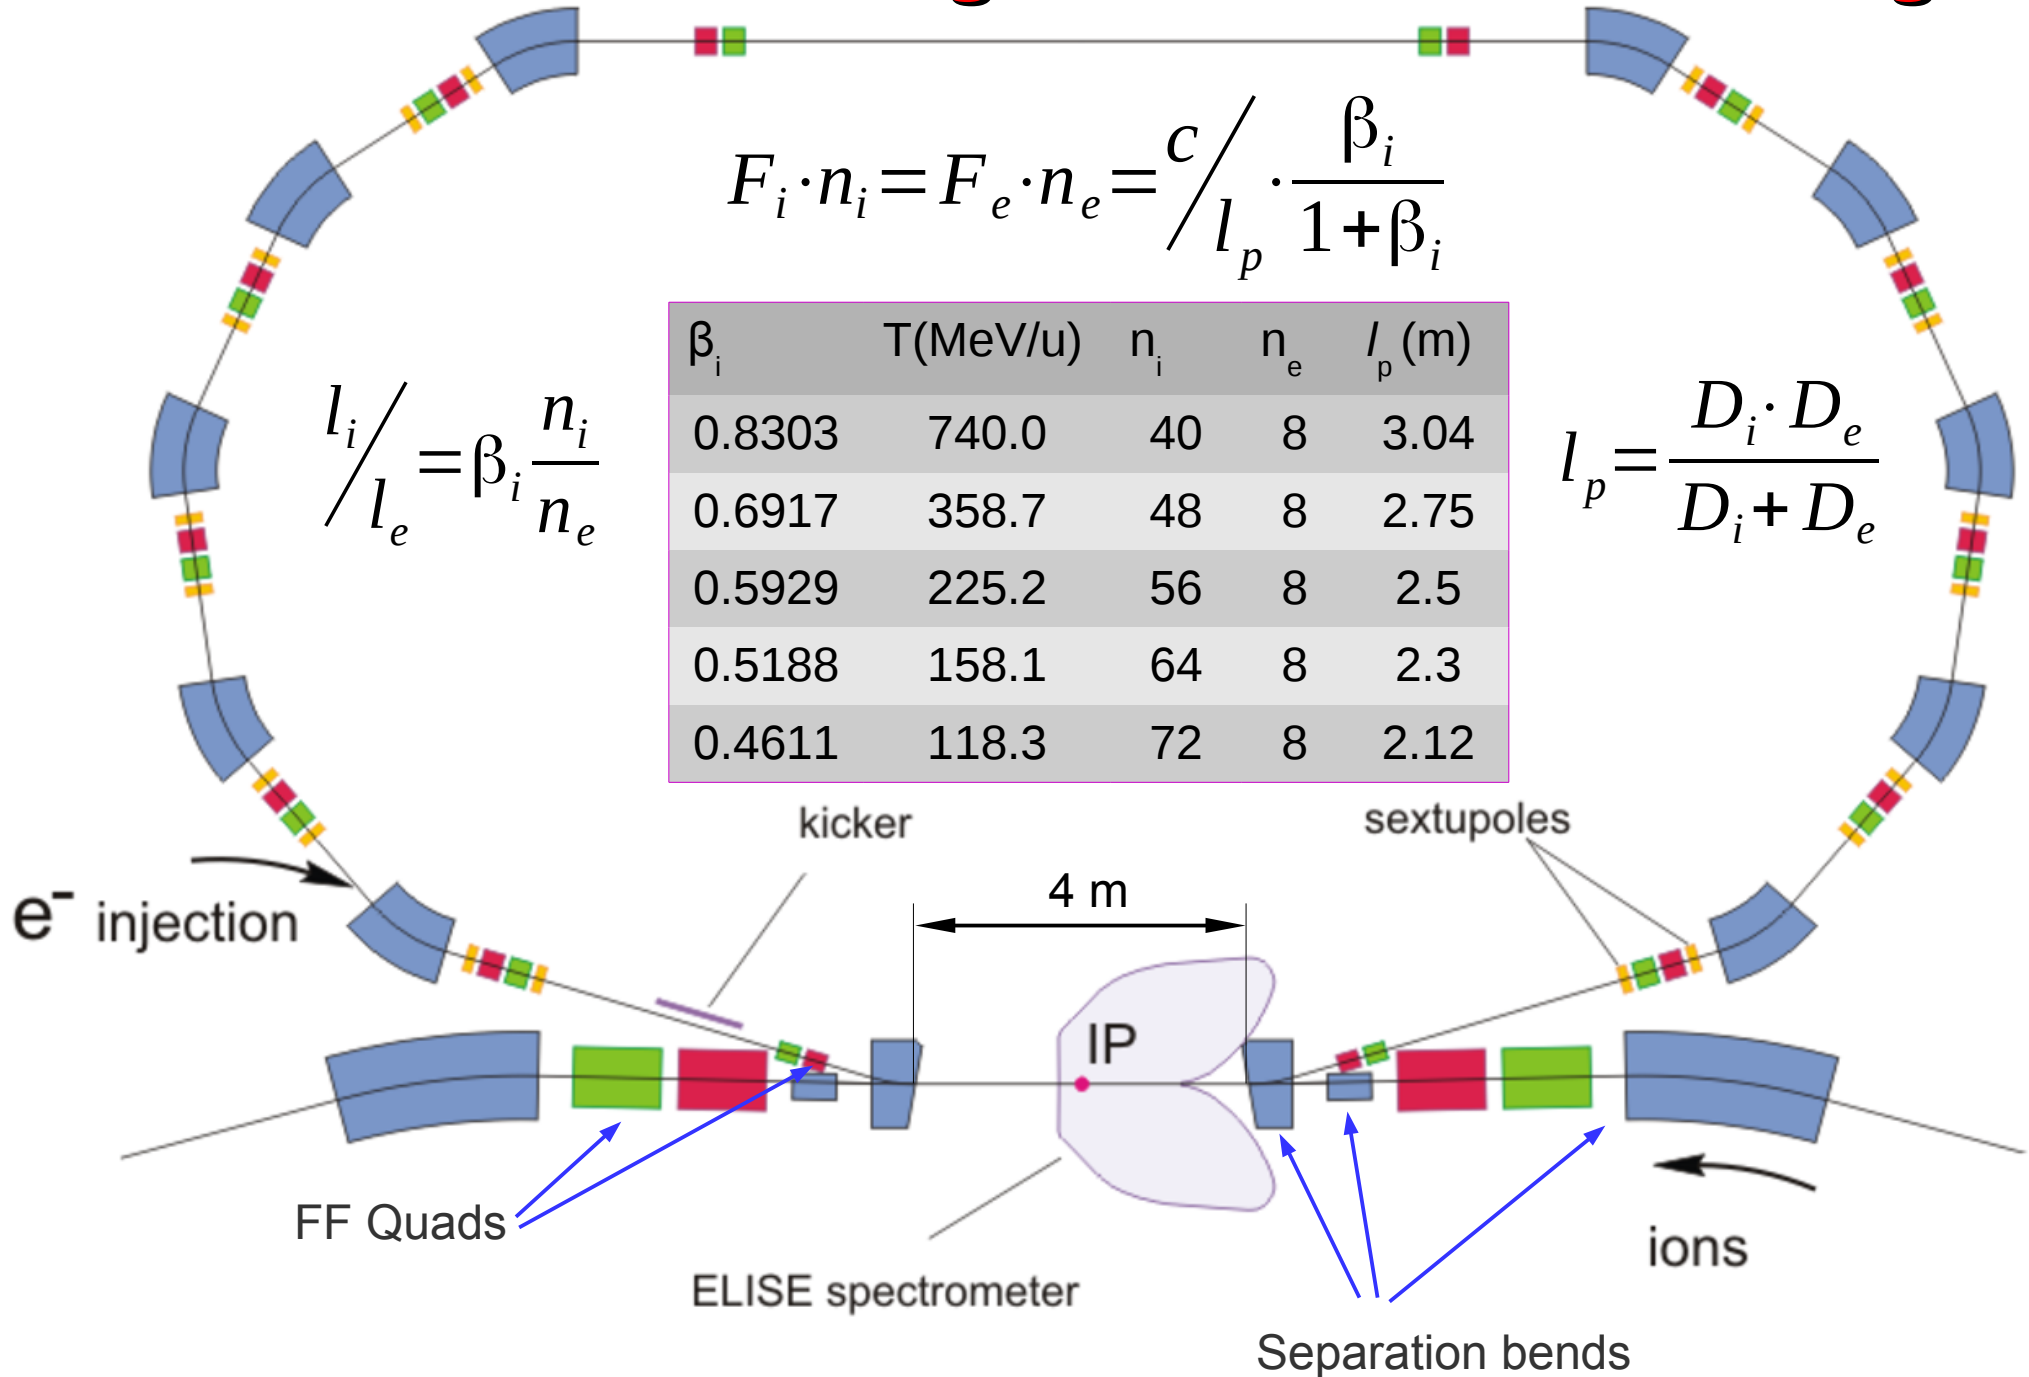 F_i·n_i=F_e·n_e=c/l_p·β_i/(1+β_i)
β_i T(MeV/u) n_i n_e l_p (m)
0.8303 740.0 40 8 3.04
0.6917 358.7 48 8 2.75
0.5929 225.2 56 8 2.5
0.5188 158.1 64 8 2.3
0.4611 118.3 72 8 2.12
l_i/l_e=β_i n_i/n_e
l_p=D_i·D_e/(D_i+D_e)
kicker
sextupoles
4 m
e⁻ injection
IP
FF Quads
ELISE spectrometer
ions
Separation bends